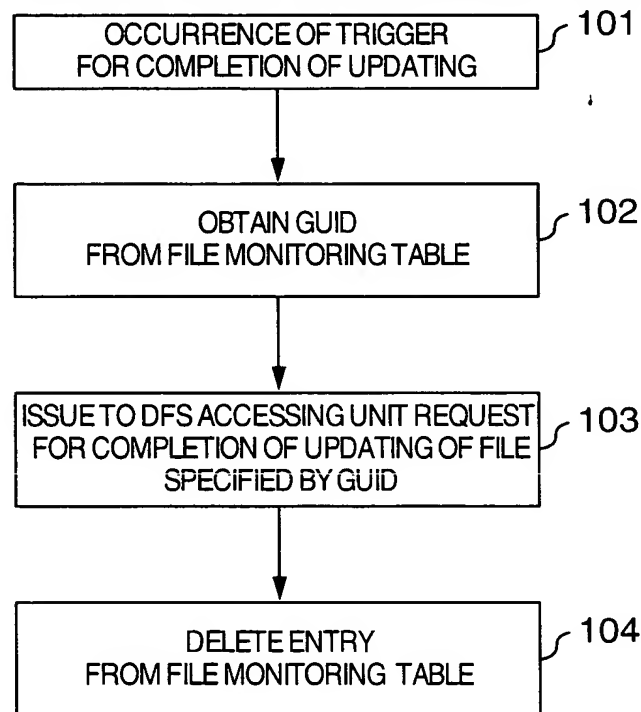 OCCURRENCE OF TRIGGER
FOR COMPLETION OF UPDATING
101
OBTAIN GUID
FROM FILE MONITORING TABLE
102
ISSUE TO DFS ACCESSING UNIT REQUEST
FOR COMPLETION OF UPDATING OF FILE
SPECIFIED BY GUID
103
DELETE ENTRY
FROM FILE MONITORING TABLE
104